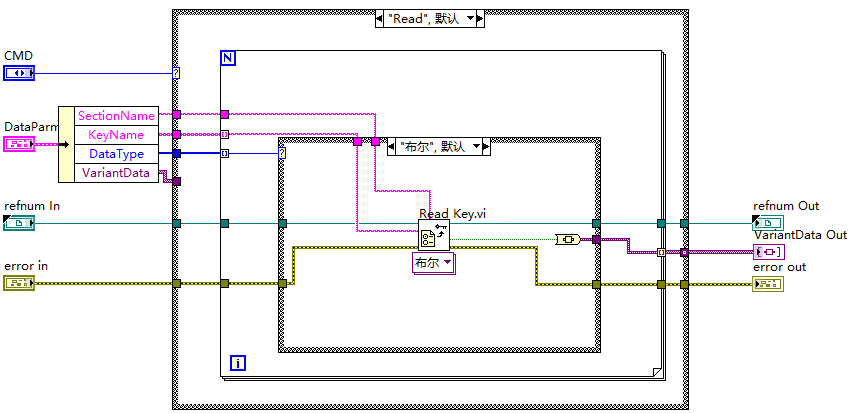 "Read", 默认
CMD
N
?
SectionName
DataParm
KeyName
"布尔", 默认
DataType
?
VariantData
refnum In
Read Key.vi
refnum Out
VariantData Out
布尔
error in
error out
i